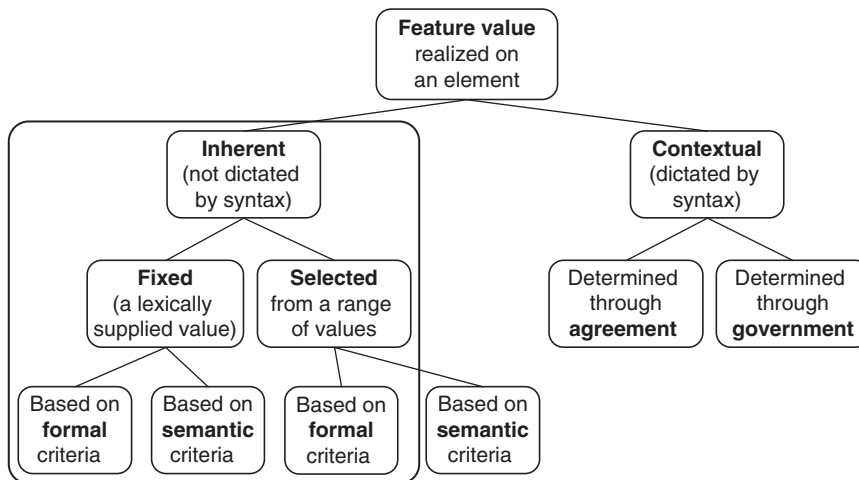 Feature value
realized on
an element
Inherent
(not dictated
by syntax)
Contextual
(dictated by
syntax)
Fixed
(a lexically
supplied value)
Selected
from a range
of values
Determined
through
agreement
Determined
through
government
Based on
formal
criteria
Based on
semantic
criteria
Based on
formal
criteria
Based on
semantic
criteria